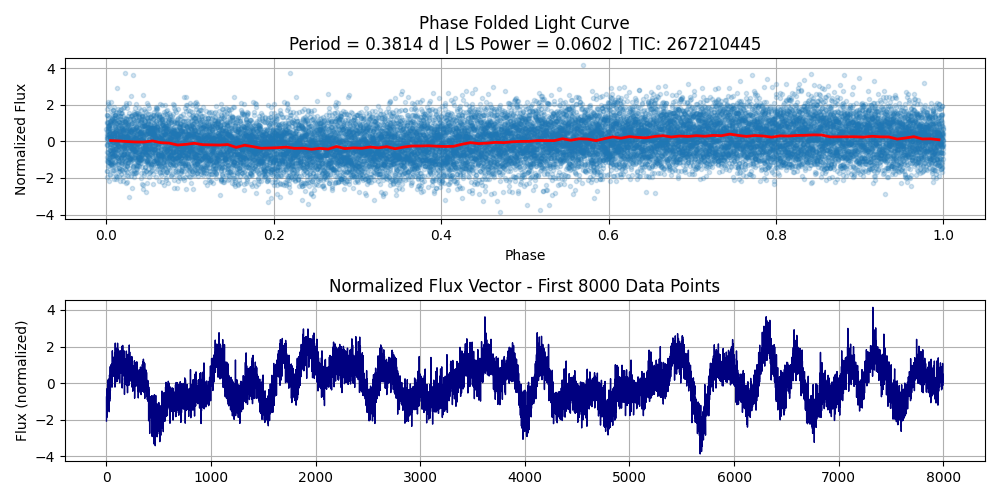 Phase Folded Light Curve
Period = 0.3814 d | LS Power = 0.0602 | TIC: 267210445
Normalized Flux
4
2
0
−2
−4
0.0 0.2 0.4 0.6 0.8 1.0
Phase
Normalized Flux Vector - First 8000 Data Points
Flux (normalized)
4
2
0
−2
−4
0 1000 2000 3000 4000 5000 6000 7000 8000